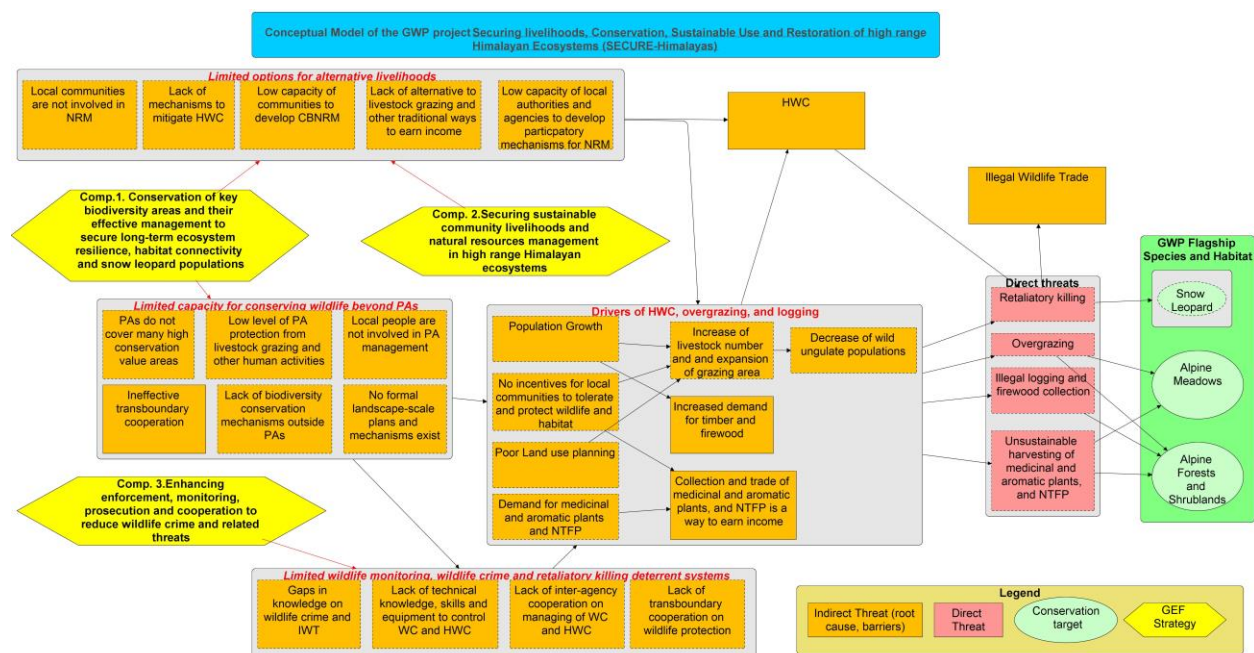 Conceptual Model of the GWP project Securing livelihoods, Conservation, Sustainable Use and Restoration of high range
Himalayan Ecosystems (SECURE-Himalayas)
Limited options for alternative livelihoods
Local communities
are not involved in
NRM
Lack of
mechanisms to
mitigate HWC
Low capacity of
communities to
develop CBNRM
Lack of alternative to
livestock grazing and
other traditional ways to
earn income
Low capacity of local
authorities and
agencies to develop
particpatory
mechanisms for NRM
HWC
Illegal Wildlife Trade
Comp.1. Conservation of key
biodiversity areas and their
effective management to
secure long-term ecosystem
resilience, habitat connectivity
and snow leopard populations
Comp. 2.Securing sustainable
community livelihoods and
natural resources management
in high range Himalayan
ecosystems
GWP Flagship
Species and Habitat
Snow
Leopard
Alpine
Meadows
Alpine
Forests
and
Shrublands
Direct threats
Retaliatory killing
Overgrazing
Illegal logging and
firewood collection
Unsustainable
harvesting of
medicinal and
aromatic plants,
and NTFP
Limited capacity for conserving wildlife beyond PAs
PAs do not
cover many high
conservation
value areas
Low level of PA
protection from
livestock grazing and
other human activities
Local people are
not involved in PA
management
Ineffective
transboundary
cooperation
Lack of biodiversity
conservation
mechanisms outside
PAs
No formal
landscape-scale
plans and
mechanisms exist
Drivers of HWC, overgrazing, and logging
Population Growth
Increase of
livestock number
and and expansion
of grazing area
Decrease of wild
ungulate populations
No incentives for local
communities to tolerate
and protect wildlife and
habitat
Increased demand
for timber and
firewood
Poor Land use planning
Demand for medicinal
and aromatic plants
and NTFP
Collection and trade of
medicinal and aromatic
plants, and NTFP is a
way to earn income
Comp. 3.Enhancing
enforcement, monitoring,
prosecution and cooperation to
reduce wildlife crime and related
threats
Limited wildlife monitoring, wildlife crime and retaliatory killing deterrent systems
Gaps in
knowledge on
wildlife crime and
IWT
Lack of technical
knowledge, skills and
equipment to control
WC and HWC
Lack of inter-agency
cooperation on
managing of WC
and HWC
Lack of
transboundary
cooperation on
wildlife protection
Legend
Indirect Threat (root
cause, barriers)
Direct
Threat
Conservation
target
GEF
Strategy